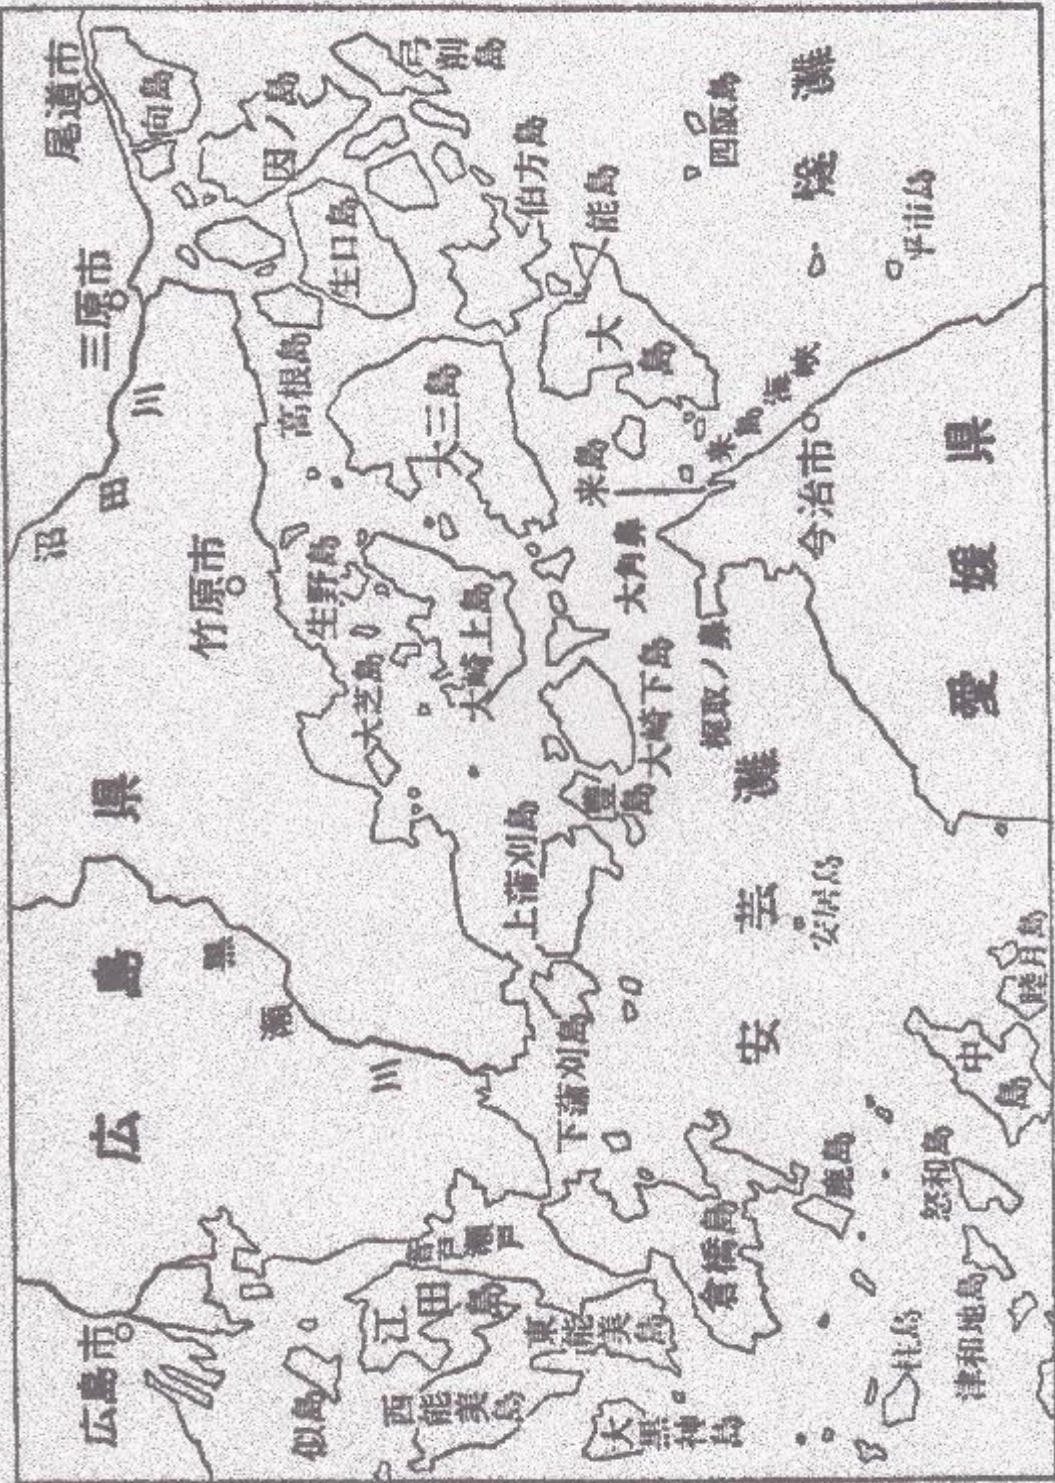 尾道市
向島
因ノ島
弓削島
三原市
生口島
伯方島
能島
四阪島
燧灘
平市島
沼田川
高根島
大三島
大島
来島
来島海峡
今治市
竹原市
生野島
大芝島
大崎上島
大角鼻
大崎下島
梶取ノ鼻
愛媛県
広島県
黒瀬川
豊島
上蒲刈島
下蒲刈島
安芸灘
安居島
睦月島
中島
怒和島
津和地島
鹿島
倉橋島
音戸瀬戸
広島市
似島
江田島
東能美島
西能美島
大黒神島
柱島